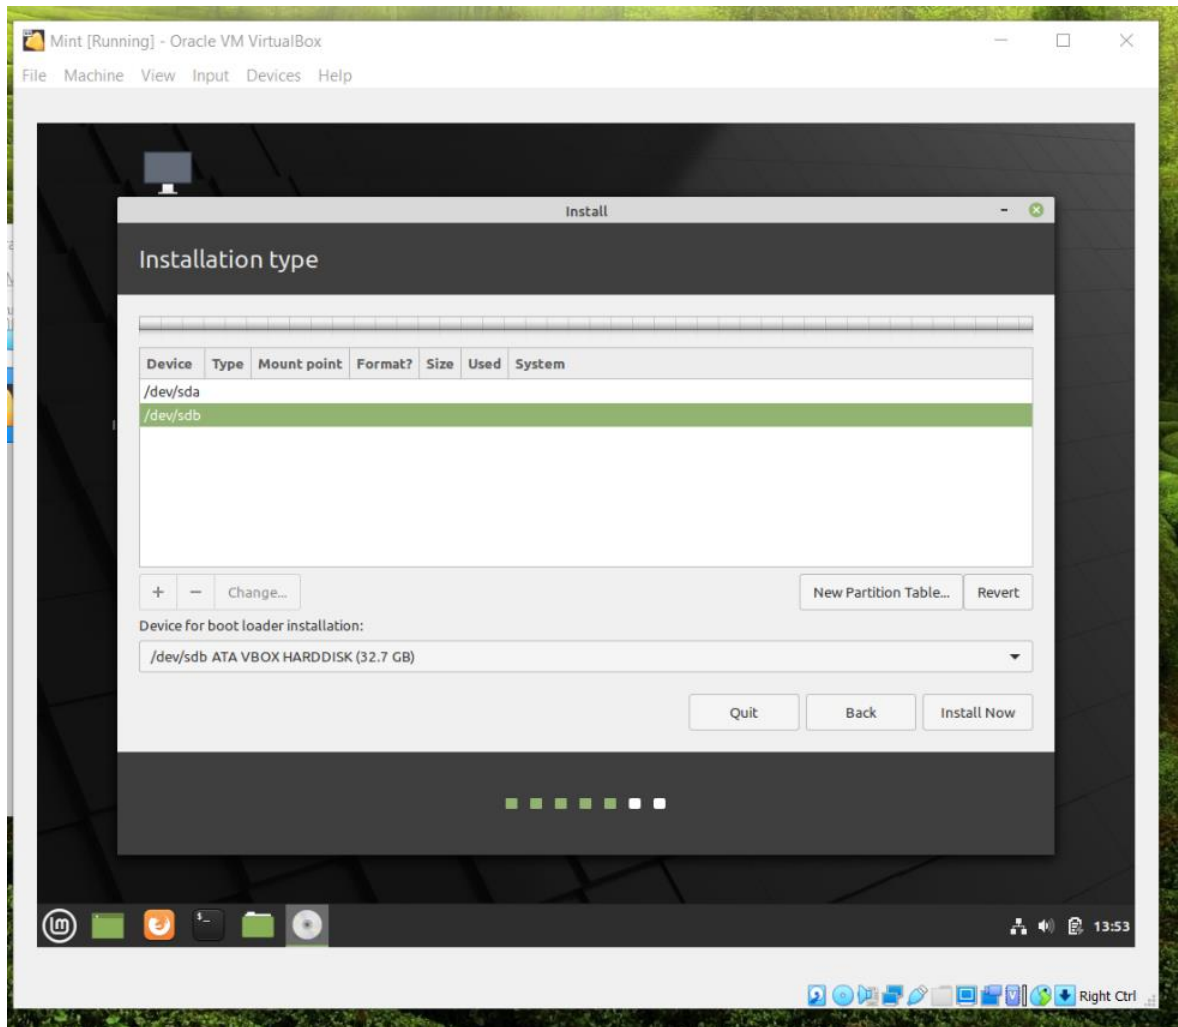 Mint [Running] - Oracle VM VirtualBox
File Machine View Input Devices Help
Install
Installation type
Device Type Mount point Format? Size Used System
/dev/sda
/dev/sdb
+ - Change...
New Partition Table... Revert
Device for boot loader installation:
/dev/sdb ATA VBOX HARDDISK (32.7 GB)
Quit Back Install Now
13:53
Right Ctrl